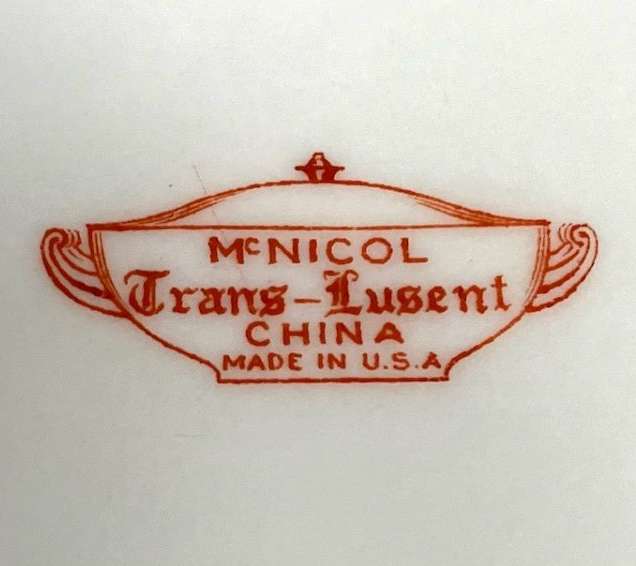 McNICOL
Trans-Lusent
CHINA
MADE IN U.S.A